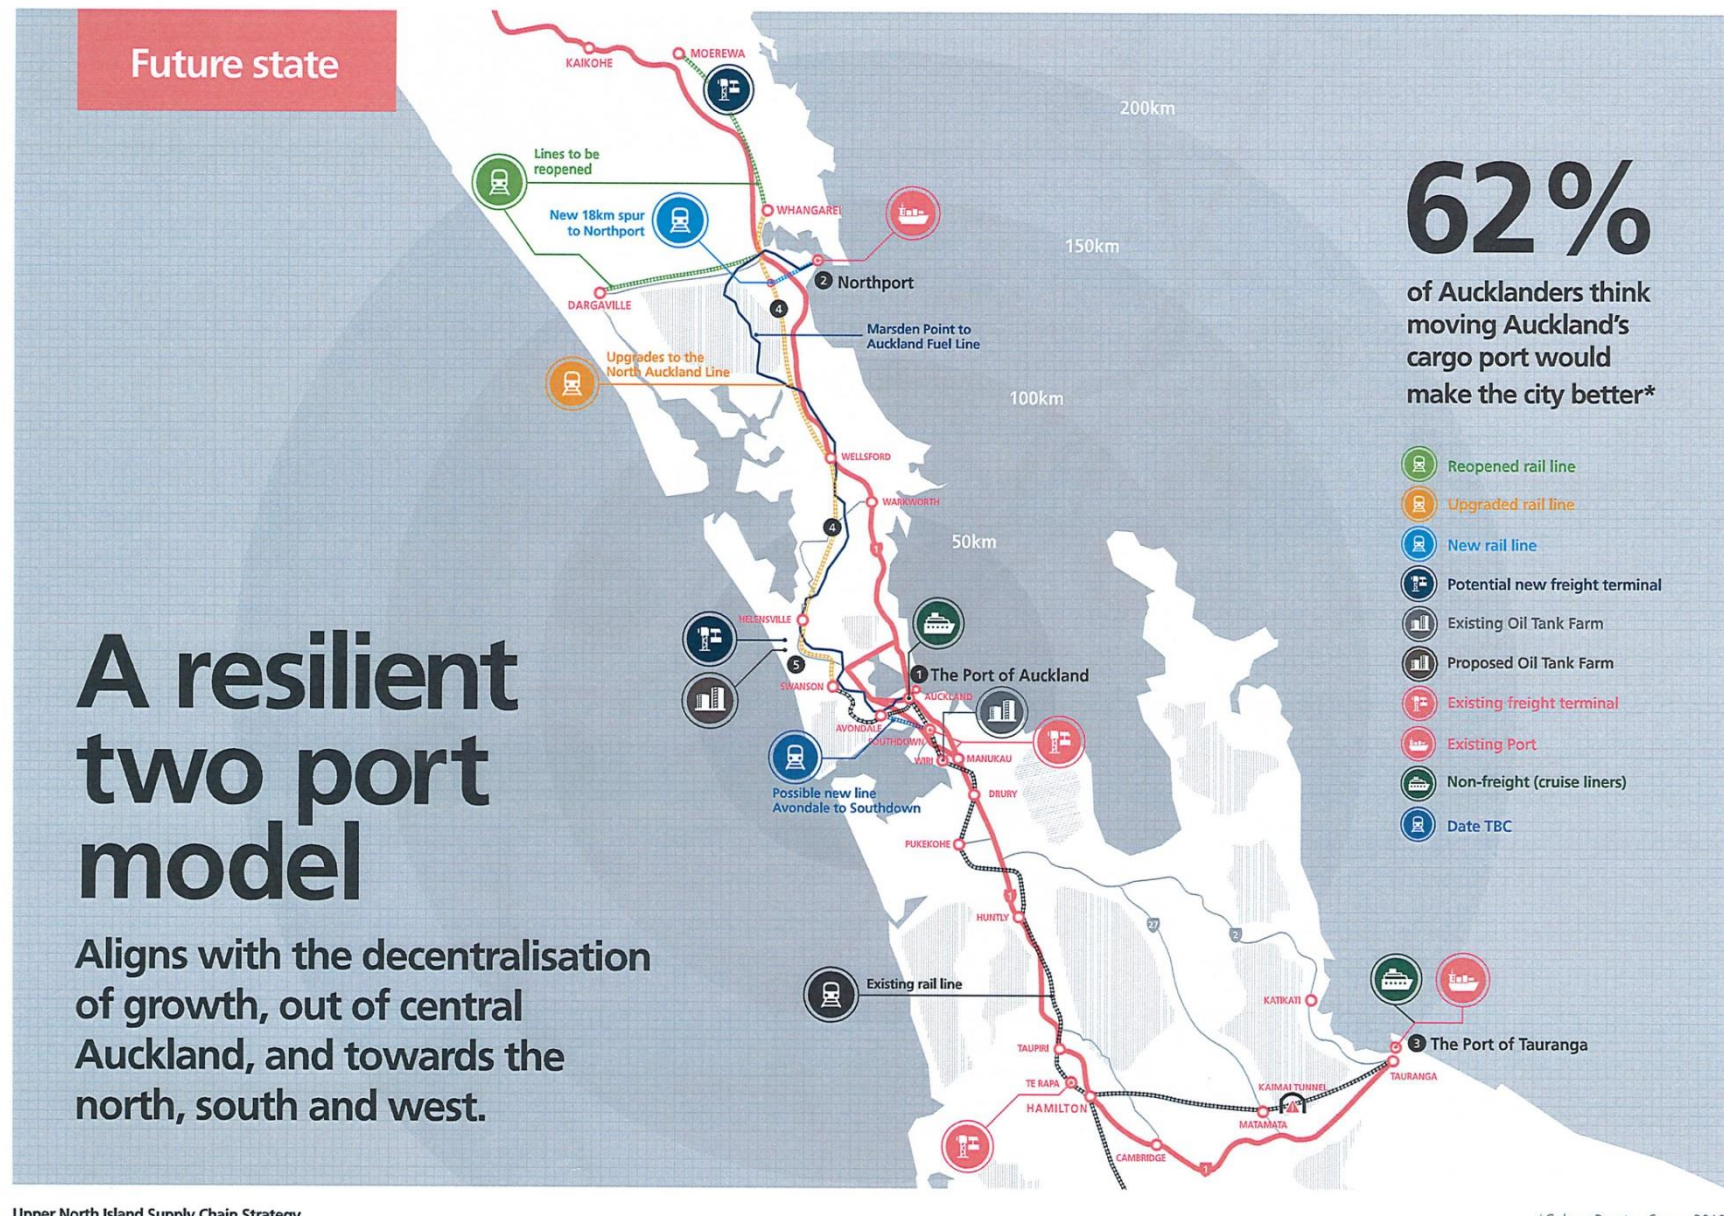 Future state
KAIKOHE
MOEREWA
200km
Lines to be
reopened
New 18km spur
to Northport
WHANGAREI
150km
2 Northport
DARGAVILLE
4
Marsden Point to
Auckland Fuel Line
Upgrades to the
North Auckland Line
100km
62%
of Aucklanders think
moving Auckland's
cargo port would
make the city better*
WELLSFORD
WARKWORTH
4
50km
1
Reopened rail line
Upgraded rail line
New rail line
Potential new freight terminal
Existing Oil Tank Farm
Proposed Oil Tank Farm
Existing freight terminal
Existing Port
Non-freight (cruise liners)
Date TBC
HELENSVILLE
5
SWANSON
1 The Port of Auckland
AUCKLAND
AVONDALE
SOUTHDOWN
WIRI
MANUKAU
Possible new line
Avondale to Southdown
DRURY
PUKEKOHE
A resilient
two port
model
Aligns with the decentralisation
of growth, out of central
Auckland, and towards the
north, south and west.
1
HUNTLY
27
2
Existing rail line
KATIKATI
3 The Port of Tauranga
TAURANGA
TAUPIRI
TE RAPA
HAMILTON
KAIMAI TUNNEL
MATAMATA
CAMBRIDGE
1
Upper North Island Supply Chain Strategy